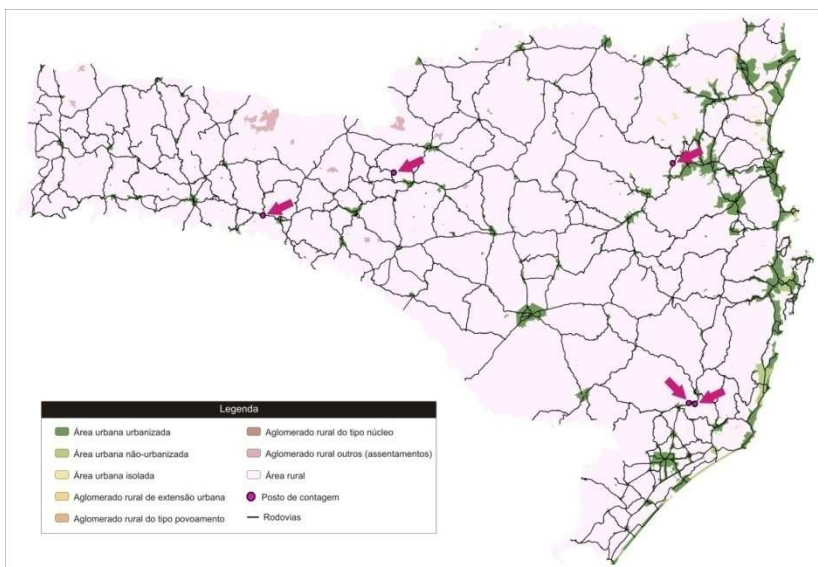 Legenda
Área urbana urbanizada
Área urbana não-urbanizada
Área urbana isolada
Aglomerado rural de extensão urbana
Aglomerado rural do tipo povoamento
Aglomerado rural do tipo núcleo
Aglomerado rural outros (assentamentos)
Área rural
Posto de contagem
Rodovias